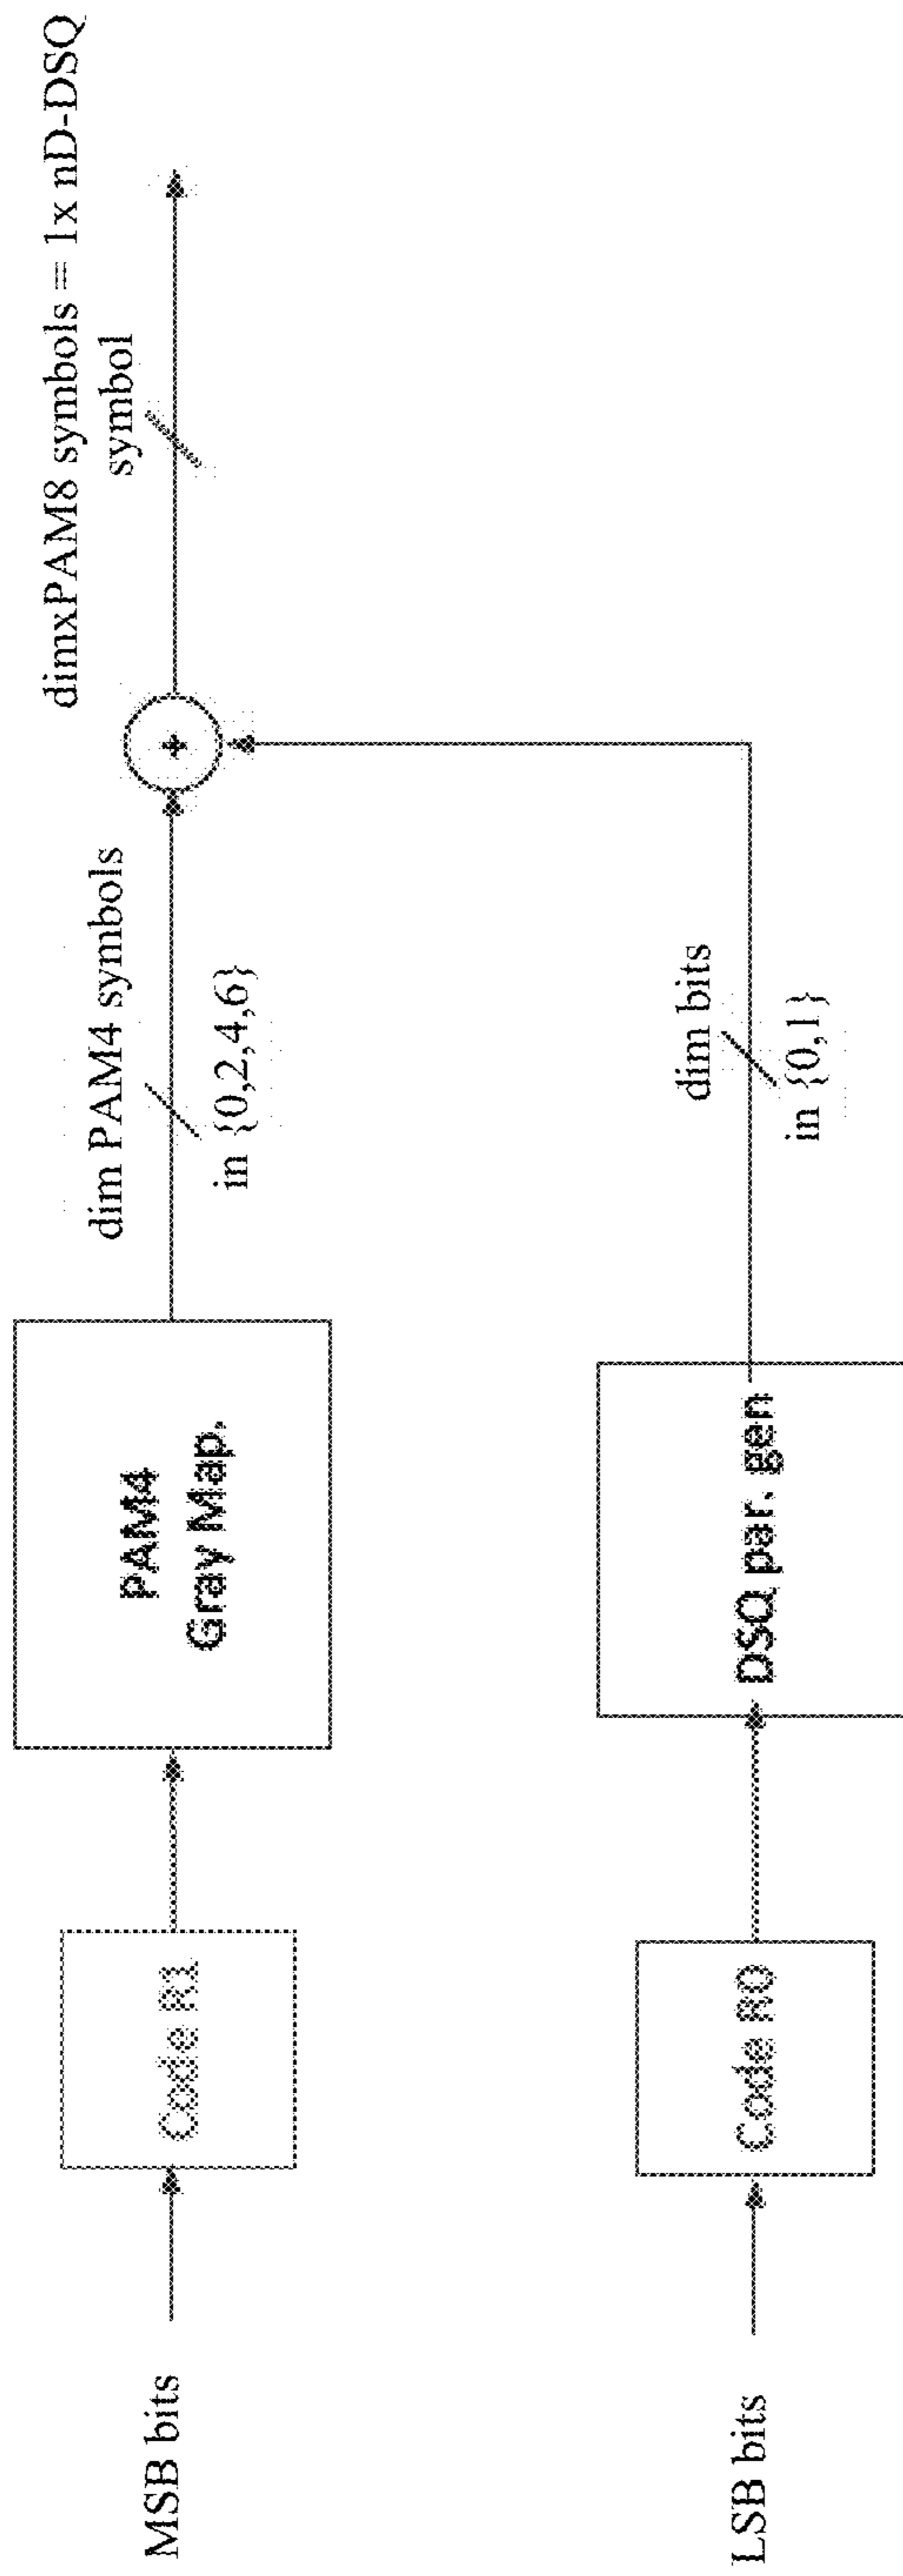 MSB bits
Code R1
PAM4
Gray Map.
dim PAM4 symbols
in {0,2,4,6}
+
dimxPAM8 symbols = 1x nD-DSQ
symbol
LSB bits
Code R0
DSQ par. gen
dim bits
in {0,1}